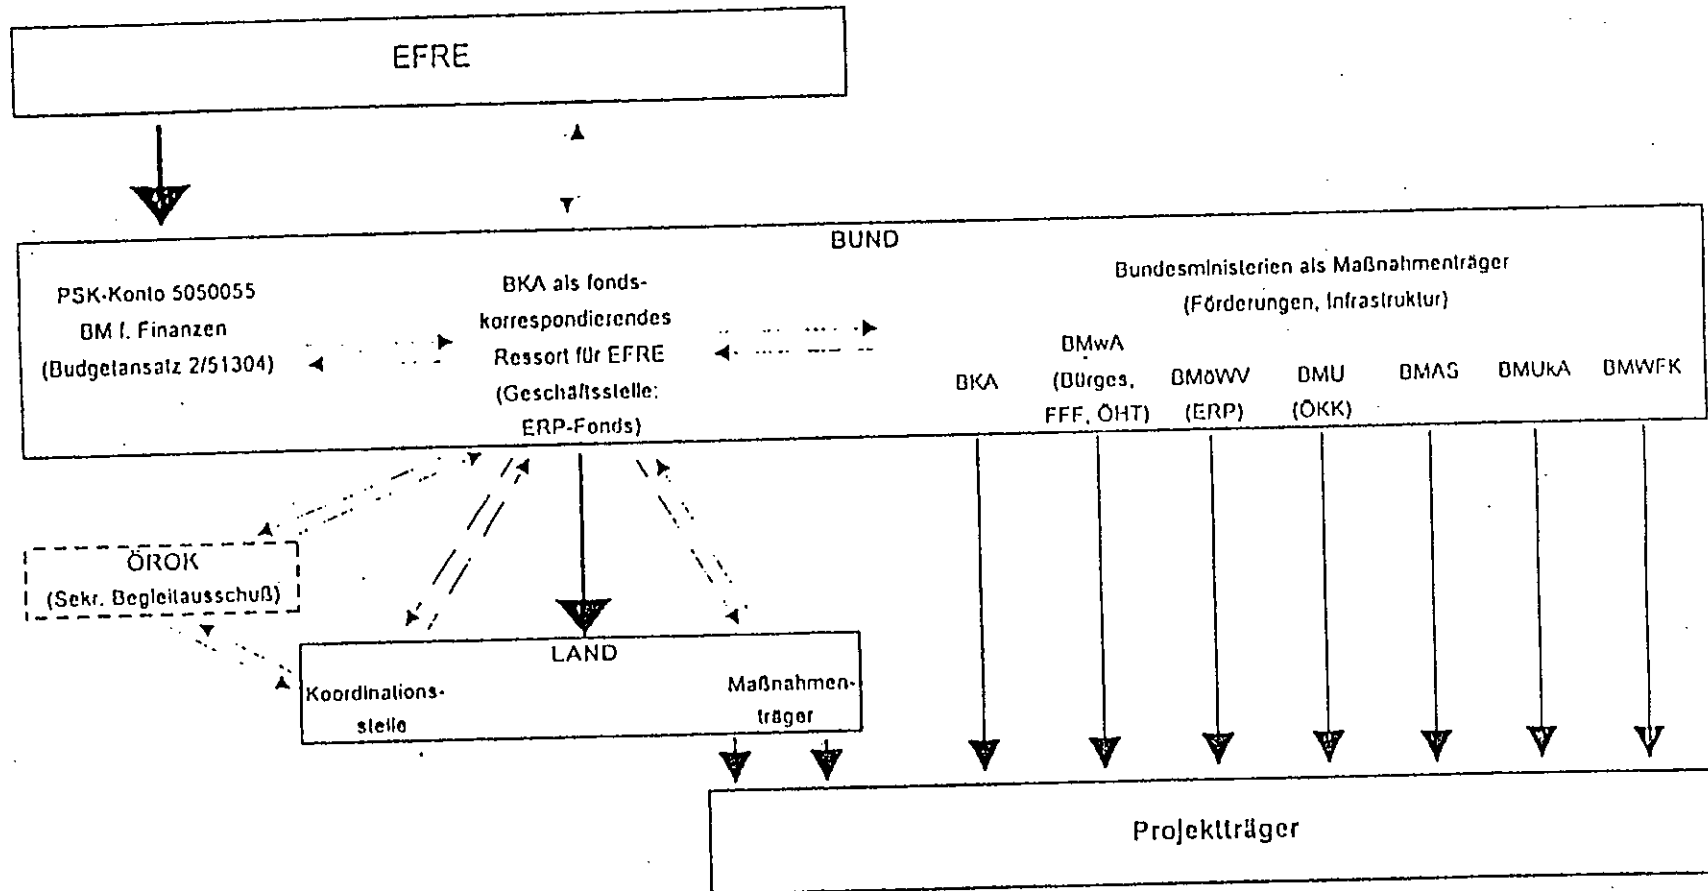 EFRE
BUND
PSK-Konto 5050055
BM f. Finanzen
(Budgetansatz 2/51304)
BKA als fonds-
korrespondierendes
Ressort für EFRE
(Geschäftsstelle:
ERP-Fonds)
Bundesministerien als Maßnahmenträger
(Förderungen, Infrastruktur)
BKA
BMwA
(Bürges,
FFF, ÖHT)
BMöWV
(ERP)
BMU
(ÖKK)
BMAS
BMUkA
BMWFK
ÖROK
(Sekr. Begleitausschuß)
LAND
Koordinations-
stelle
Maßnahmen-
träger
Projektträger